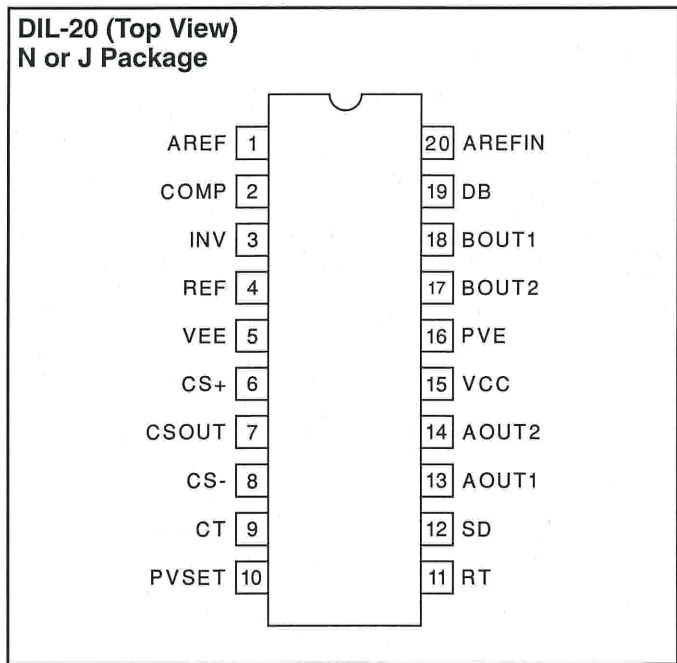 DIL-20 (Top View)
N or J Package
AREF 1 20 AREFIN
COMP 2 19 DB
INV 3 18 BOUT1
REF 4 17 BOUT2
VEE 5 16 PVE
CS+ 6 15 VCC
CSOUT 7 14 AOUT2
CS- 8 13 AOUT1
CT 9 12 SD
PVSET 10 11 RT